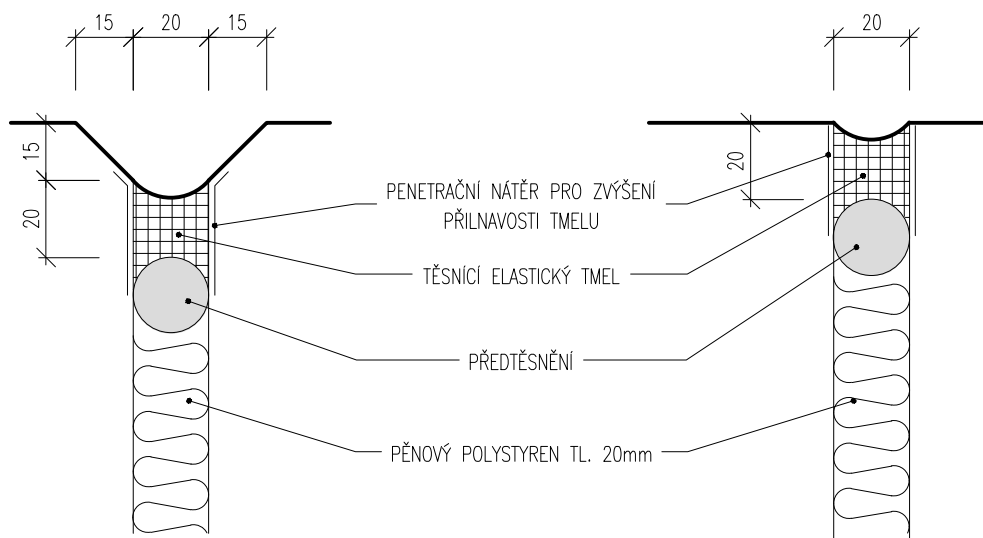 15 20 15
20
15
20
20
PENETRAČNÍ NÁTĚR PRO ZVÝŠENÍ
PŘILNAVOSTI TMELU
TĚSNÍCÍ ELASTICKÝ TMEL
PŘEDTĚSNĚNÍ
PĚNOVÝ POLYSTYREN TL. 20mm